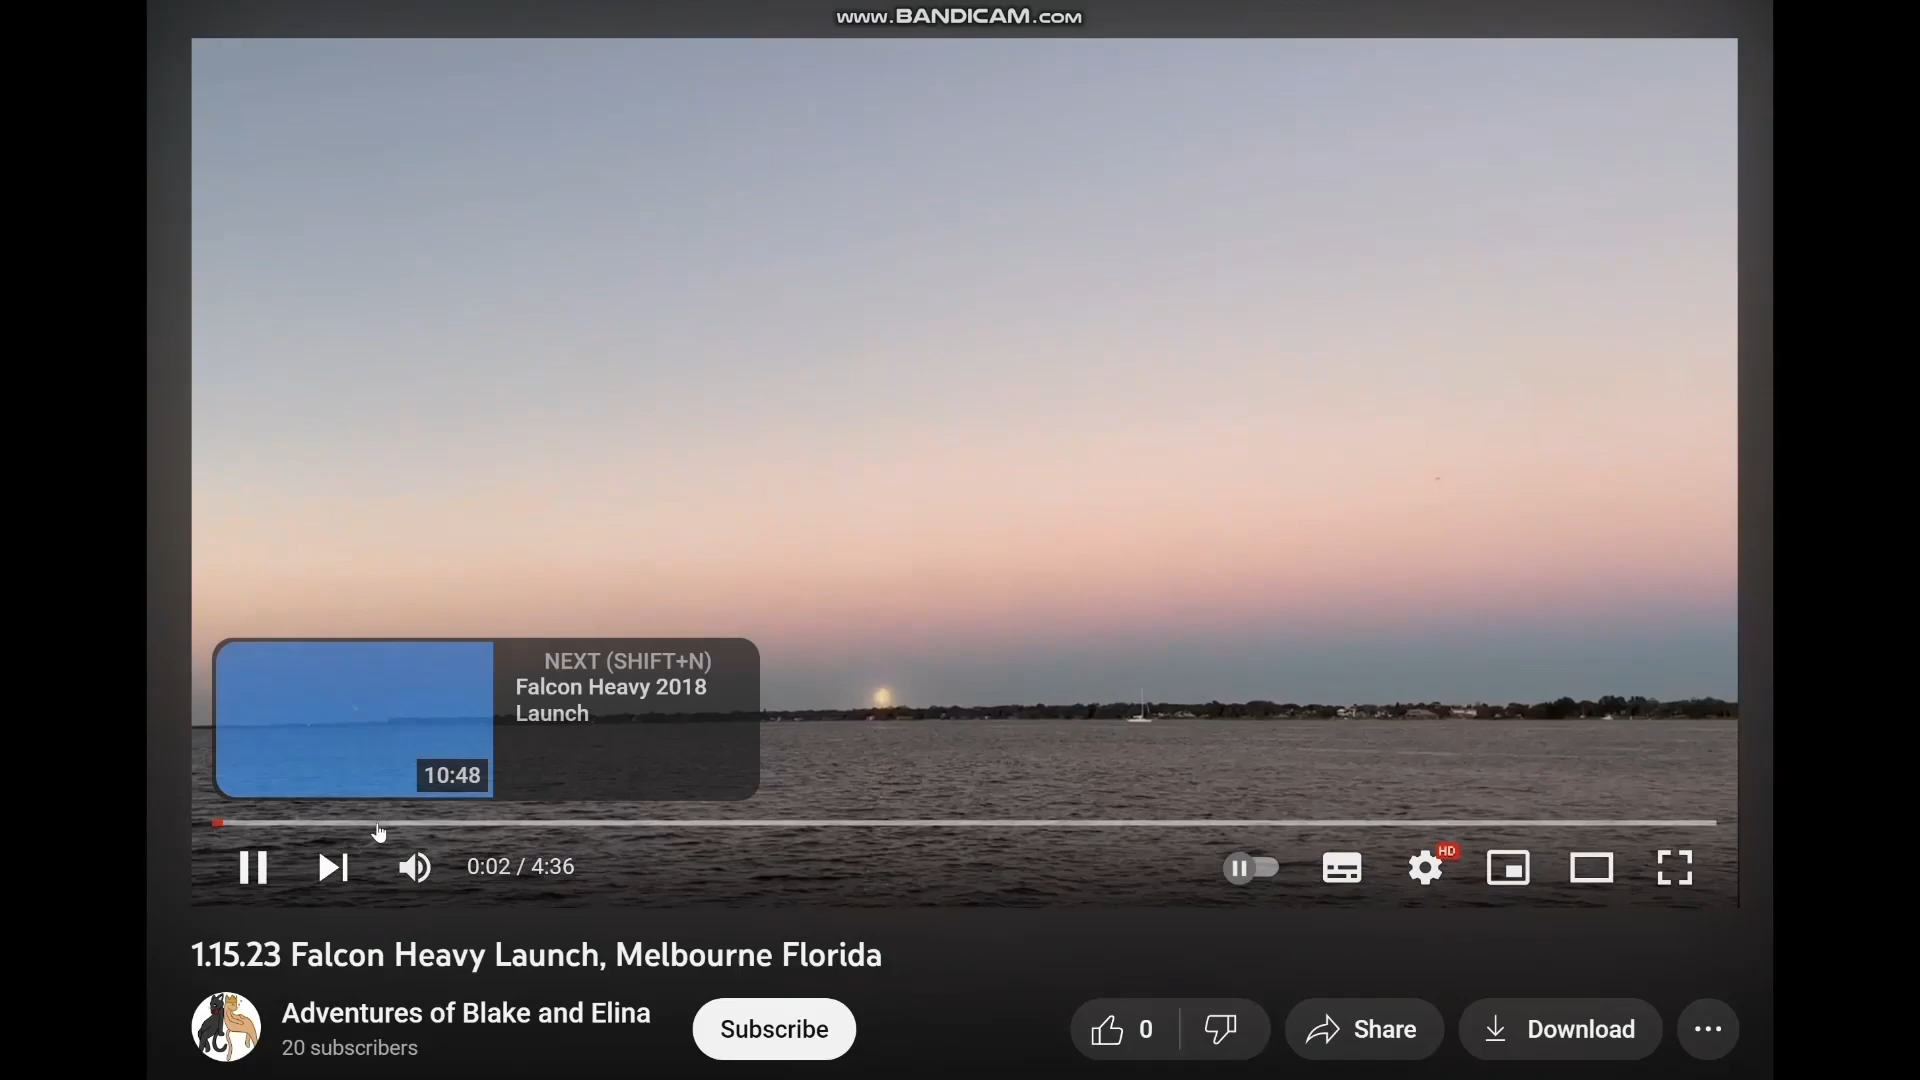 www.BANDICAM.com
NEXT (SHIFT+N)
Falcon Heavy 2018
Launch
10:48
0:02 / 4:36
HD
1.15.23 Falcon Heavy Launch, Melbourne Florida
Adventures of Blake and Elina
20 subscribers
Subscribe
0
Share
Download